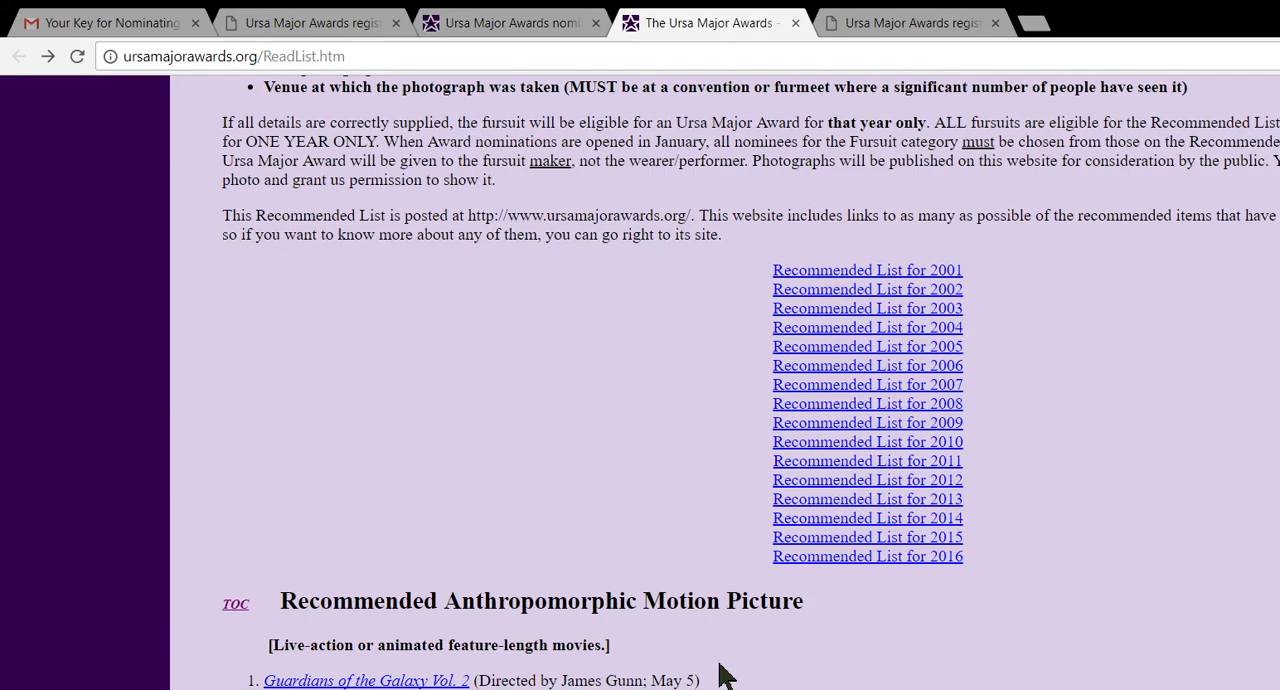 Your Key for Nominating
Ursa Major Awards regist
Ursa Major Awards nomi
The Ursa Major Awards -
Ursa Major Awards regist
ursamajorawards.org/ReadList.htm
• Venue at which the photograph was taken (MUST be at a convention or furmeet where a significant number of people have seen it)
If all details are correctly supplied, the fursuit will be eligible for an Ursa Major Award for that year only. ALL fursuits are eligible for the Recommended List
for ONE YEAR ONLY. When Award nominations are opened in January, all nominees for the Fursuit category must be chosen from those on the Recommende
Ursa Major Award will be given to the fursuit maker, not the wearer/performer. Photographs will be published on this website for consideration by the public. Y
photo and grant us permission to show it.
This Recommended List is posted at http://www.ursamajorawards.org/. This website includes links to as many as possible of the recommended items that have
so if you want to know more about any of them, you can go right to its site.
Recommended List for 2001
Recommended List for 2002
Recommended List for 2003
Recommended List for 2004
Recommended List for 2005
Recommended List for 2006
Recommended List for 2007
Recommended List for 2008
Recommended List for 2009
Recommended List for 2010
Recommended List for 2011
Recommended List for 2012
Recommended List for 2013
Recommended List for 2014
Recommended List for 2015
Recommended List for 2016
TOC Recommended Anthropomorphic Motion Picture
[Live-action or animated feature-length movies.]
1. Guardians of the Galaxy Vol. 2 (Directed by James Gunn; May 5)